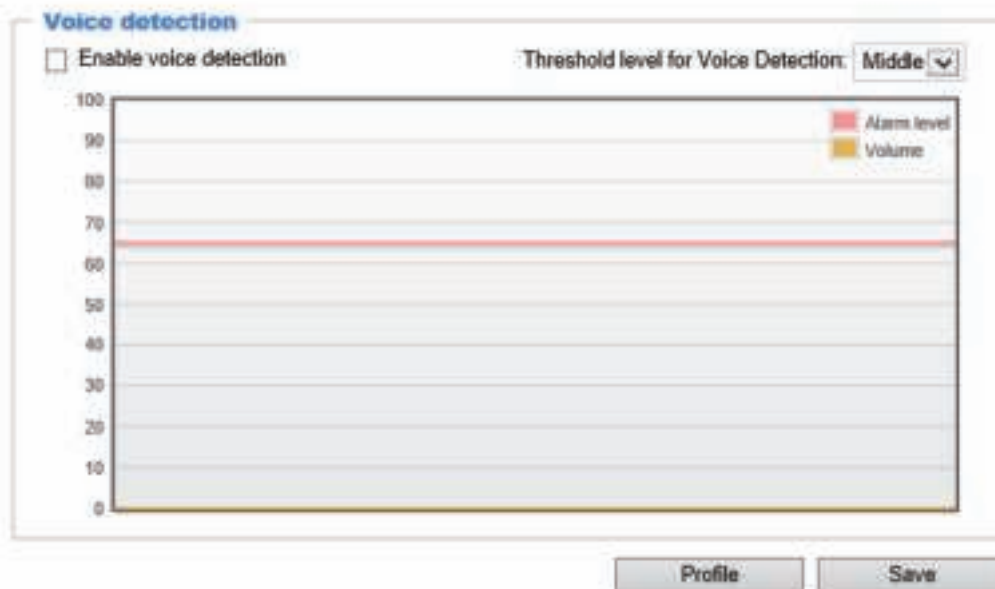 Voice detection
Enable voice detection
Threshold level for Voice Detection: Middle
100
90
80
70
60
50
40
30
20
10
0
Alarm level
Volume
Profile
Save